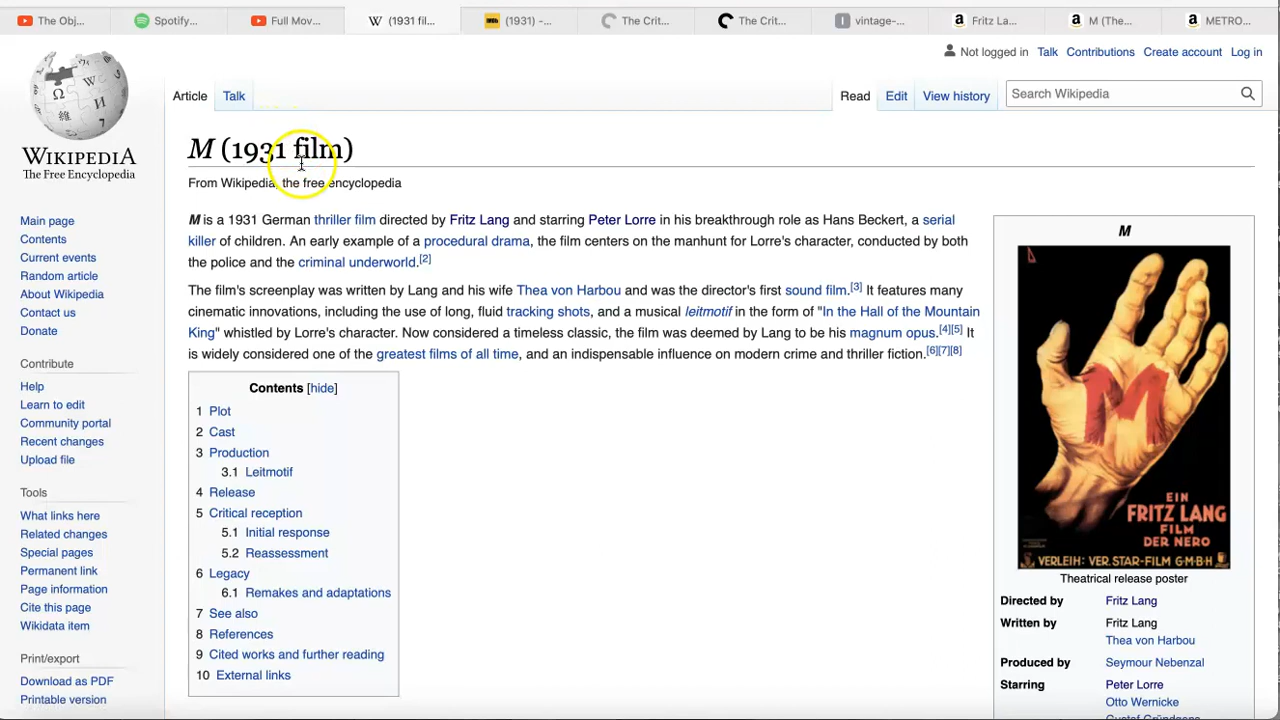 The Obj...
Spotify...
Full Mov...
W (1931 fil...
(1931) -...
The Crit...
The Crit...
vintage-...
Fritz La...
M (The...
METRO...
Not logged in Talk Contributions Create account Log in
Article Talk
Read Edit View history
Search Wikipedia
WIKIPEDIA
The Free Encyclopedia
Main page
Contents
Current events
Random article
About Wikipedia
Contact us
Donate
Contribute
Help
Learn to edit
Community portal
Recent changes
Upload file
Tools
What links here
Related changes
Special pages
Permanent link
Page information
Cite this page
Wikidata item
Print/export
Download as PDF
Printable version
M (1931 film)
From Wikipedia, the free encyclopedia
M is a 1931 German thriller film directed by Fritz Lang and starring Peter Lorre in his breakthrough role as Hans Beckert, a serial
killer of children. An early example of a procedural drama, the film centers on the manhunt for Lorre's character, conducted by both
the police and the criminal underworld.[2]
The film's screenplay was written by Lang and his wife Thea von Harbou and was the director's first sound film.[3] It features many
cinematic innovations, including the use of long, fluid tracking shots, and a musical leitmotif in the form of "In the Hall of the Mountain
King" whistled by Lorre's character. Now considered a timeless classic, the film was deemed by Lang to be his magnum opus.[4][5] It
is widely considered one of the greatest films of all time, and an indispensable influence on modern crime and thriller fiction.[6][7][8]
Contents [hide]
1 Plot
2 Cast
3 Production
3.1 Leitmotif
4 Release
5 Critical reception
5.1 Initial response
5.2 Reassessment
6 Legacy
6.1 Remakes and adaptations
7 See also
8 References
9 Cited works and further reading
10 External links
M
M
EIN
FRITZ LANG
FILM
DER NERO
VERLEIH: VER. STAR-FILM G·M·B·H
Theatrical release poster
Directed by Fritz Lang
Written by Fritz Lang
Thea von Harbou
Produced by Seymour Nebenzal
Starring Peter Lorre
Otto Wernicke
Gustaf Gründgens